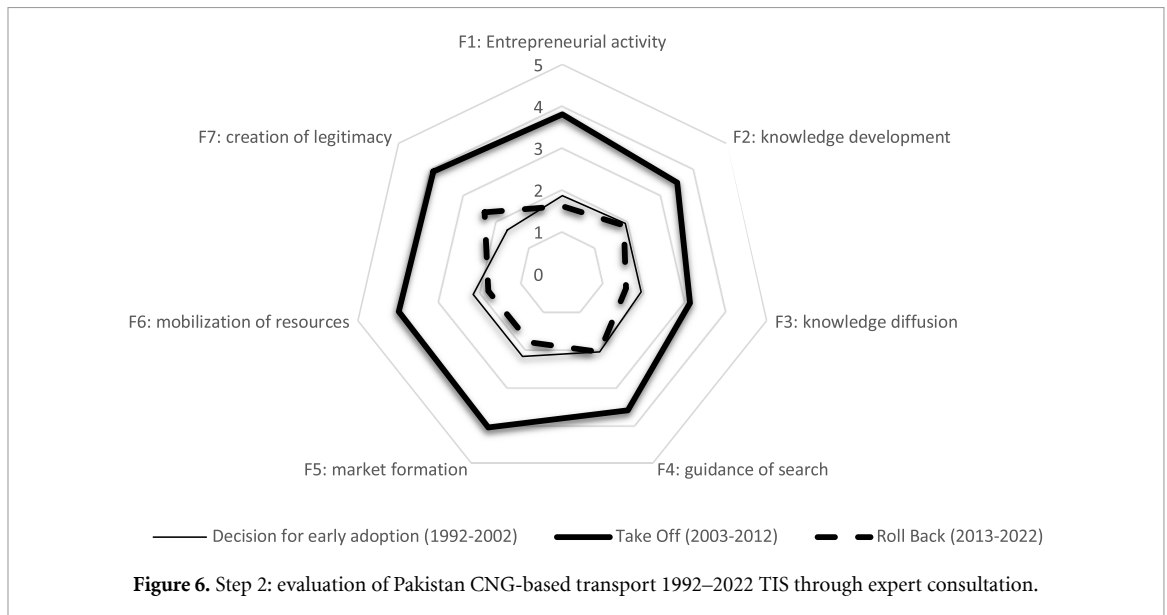 F1: Entrepreneurial activity
5
4
3
2
1
0
F7: creation of legitimacy
F2: knowledge development
F6: mobilization of resources
F3: knowledge diffusion
F5: market formation
F4: guidance of search
Decision for early adoption (1992-2002)
Take Off (2003-2012)
Roll Back (2013-2022)
Figure 6. Step 2: evaluation of Pakistan CNG-based transport 1992–2022 TIS through expert consultation.